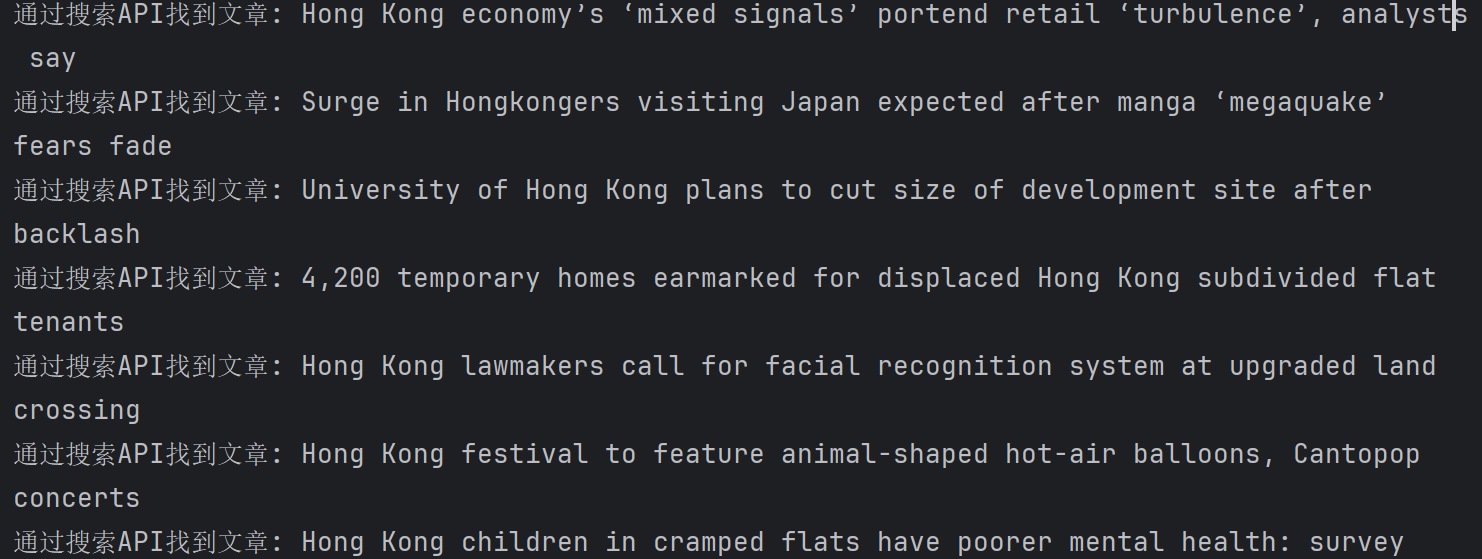 通过搜索API找到文章: Hong Kong economy’s ‘mixed signals’ portend retail ‘turbulence’, analysts
say
通过搜索API找到文章: Surge in Hongkongers visiting Japan expected after manga ‘megaquake’
fears fade
通过搜索API找到文章: University of Hong Kong plans to cut size of development site after
backlash
通过搜索API找到文章: 4,200 temporary homes earmarked for displaced Hong Kong subdivided flat
tenants
通过搜索API找到文章: Hong Kong lawmakers call for facial recognition system at upgraded land
crossing
通过搜索API找到文章: Hong Kong festival to feature animal-shaped hot-air balloons, Cantopop
concerts
通过搜索API找到文章: Hong Kong children in cramped flats have poorer mental health: survey